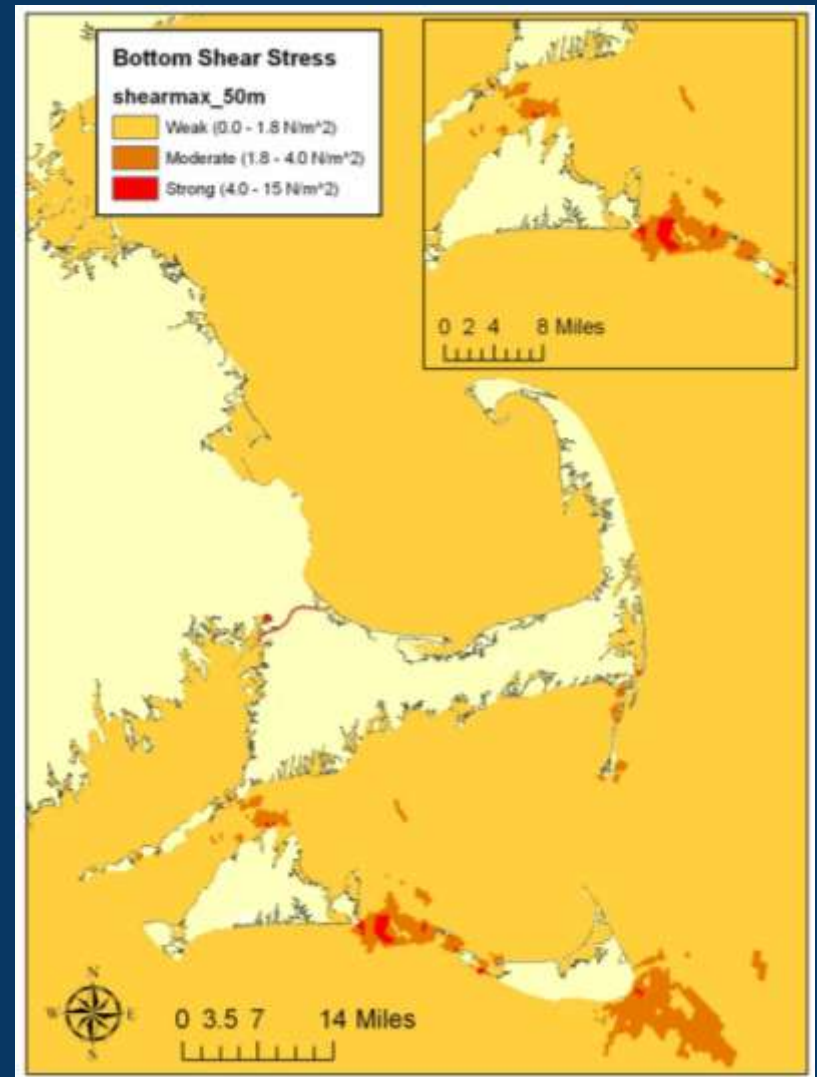 Bottom Shear Stress
shearmax_50m
Weak (0.0 - 1.8 N/m^2)
Moderate (1.8 - 4.0 N/m^2)
Strong (4.0 - 15 N/m^2)
0 2 4 8 Miles
N
W E
S
0 3.5 7 14 Miles